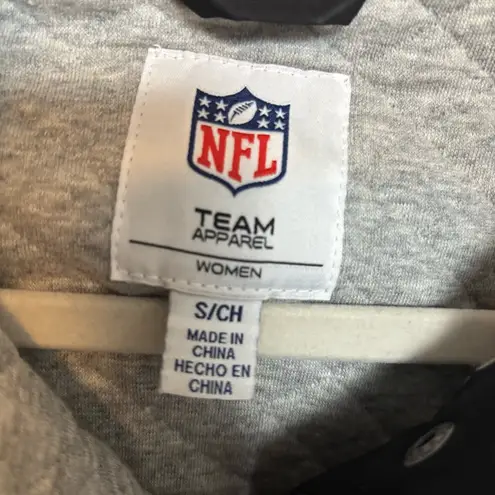 NFL
TEAM
APPAREL
WOMEN
S/CH
MADE IN
CHINA
HECHO EN
CHINA